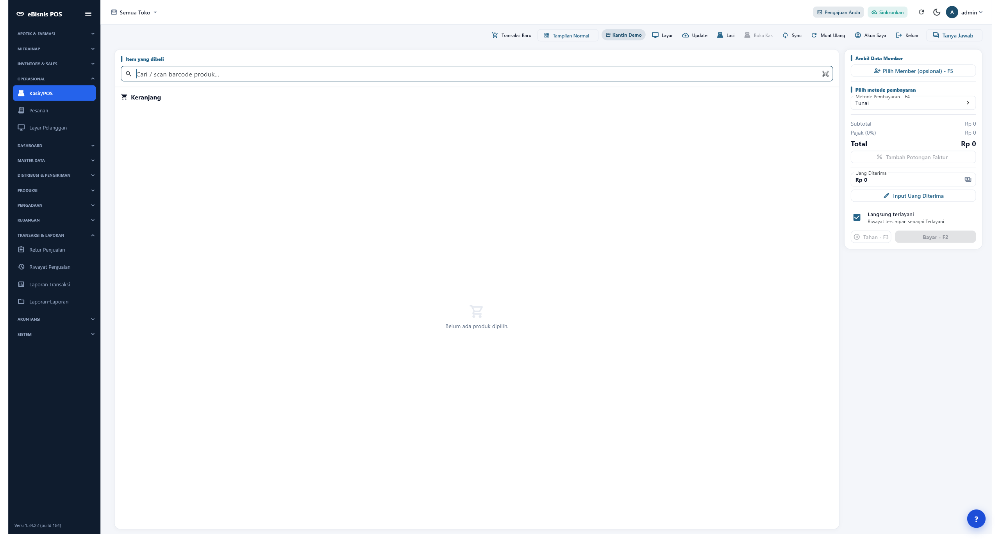 eBisnis POS
APOTIK & FARMASI
MITRAINAP
INVENTORY & SALES
OPERASIONAL
Kasir/POS
Pesanan
Layar Pelanggan
DASHBOARD
MASTER DATA
DISTRIBUSI & PENGIRIMAN
PRODUKSI
PENGADAAN
KEUANGAN
TRANSAKSI & LAPORAN
Retur Penjualan
Riwayat Penjualan
Laporan Transaksi
Laporan-Laporan
AKUNTANSI
SISTEM
Versi 1.34.22 (build 184)
Semua Toko
Pengajuan Anda
Sinkronkan
A
admin
Transaksi Baru
Tampilan Normal
Kantin Demo
Layar
Update
Laci
Buka Kas
Sync
Muat Ulang
Akun Saya
Keluar
Tanya Jawab
Item yang dibeli
Cari / scan barcode produk...
Keranjang
Belum ada produk dipilih.
Ambil Data Member
Pilih Member (opsional) - F5
Pilih metode pembayaran
Metode Pembayaran - F4
Tunai
Subtotal Rp 0
Pajak (0%) Rp 0
Total Rp 0
Tambah Potongan Faktur
Uang Diterima
Rp 0
Input Uang Diterima
Langsung terlayani
Riwayat tersimpan sebagai Terlayani
Tahan - F3
Bayar - F2
?